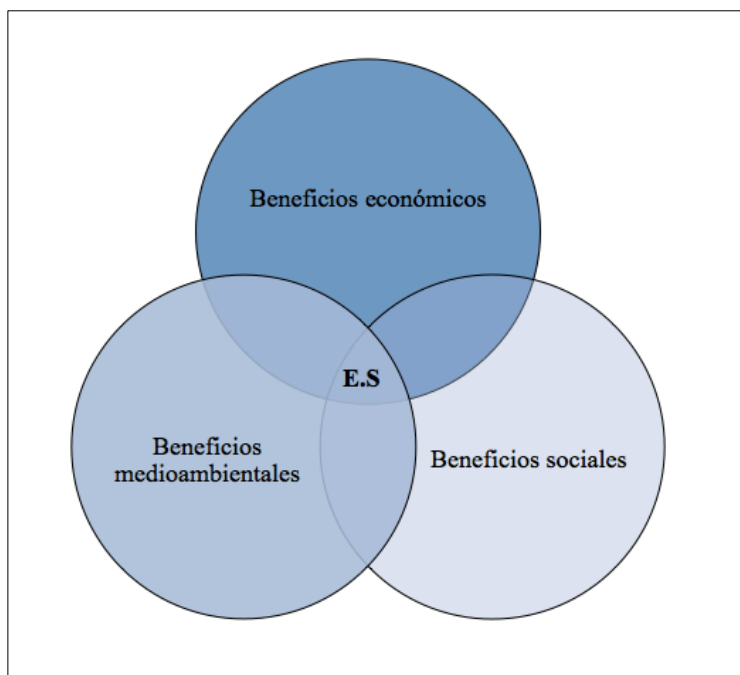 Beneficios económicos
E.S
Beneficios
medioambientales
Beneficios sociales